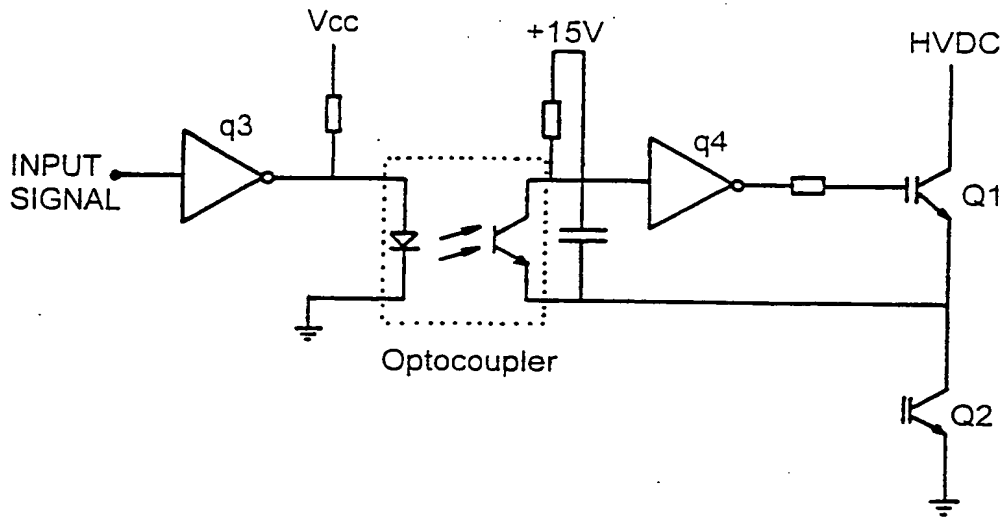 Vcc
+15V
HVDC
q3
q4
INPUT
SIGNAL
Q1
Optocoupler
Q2